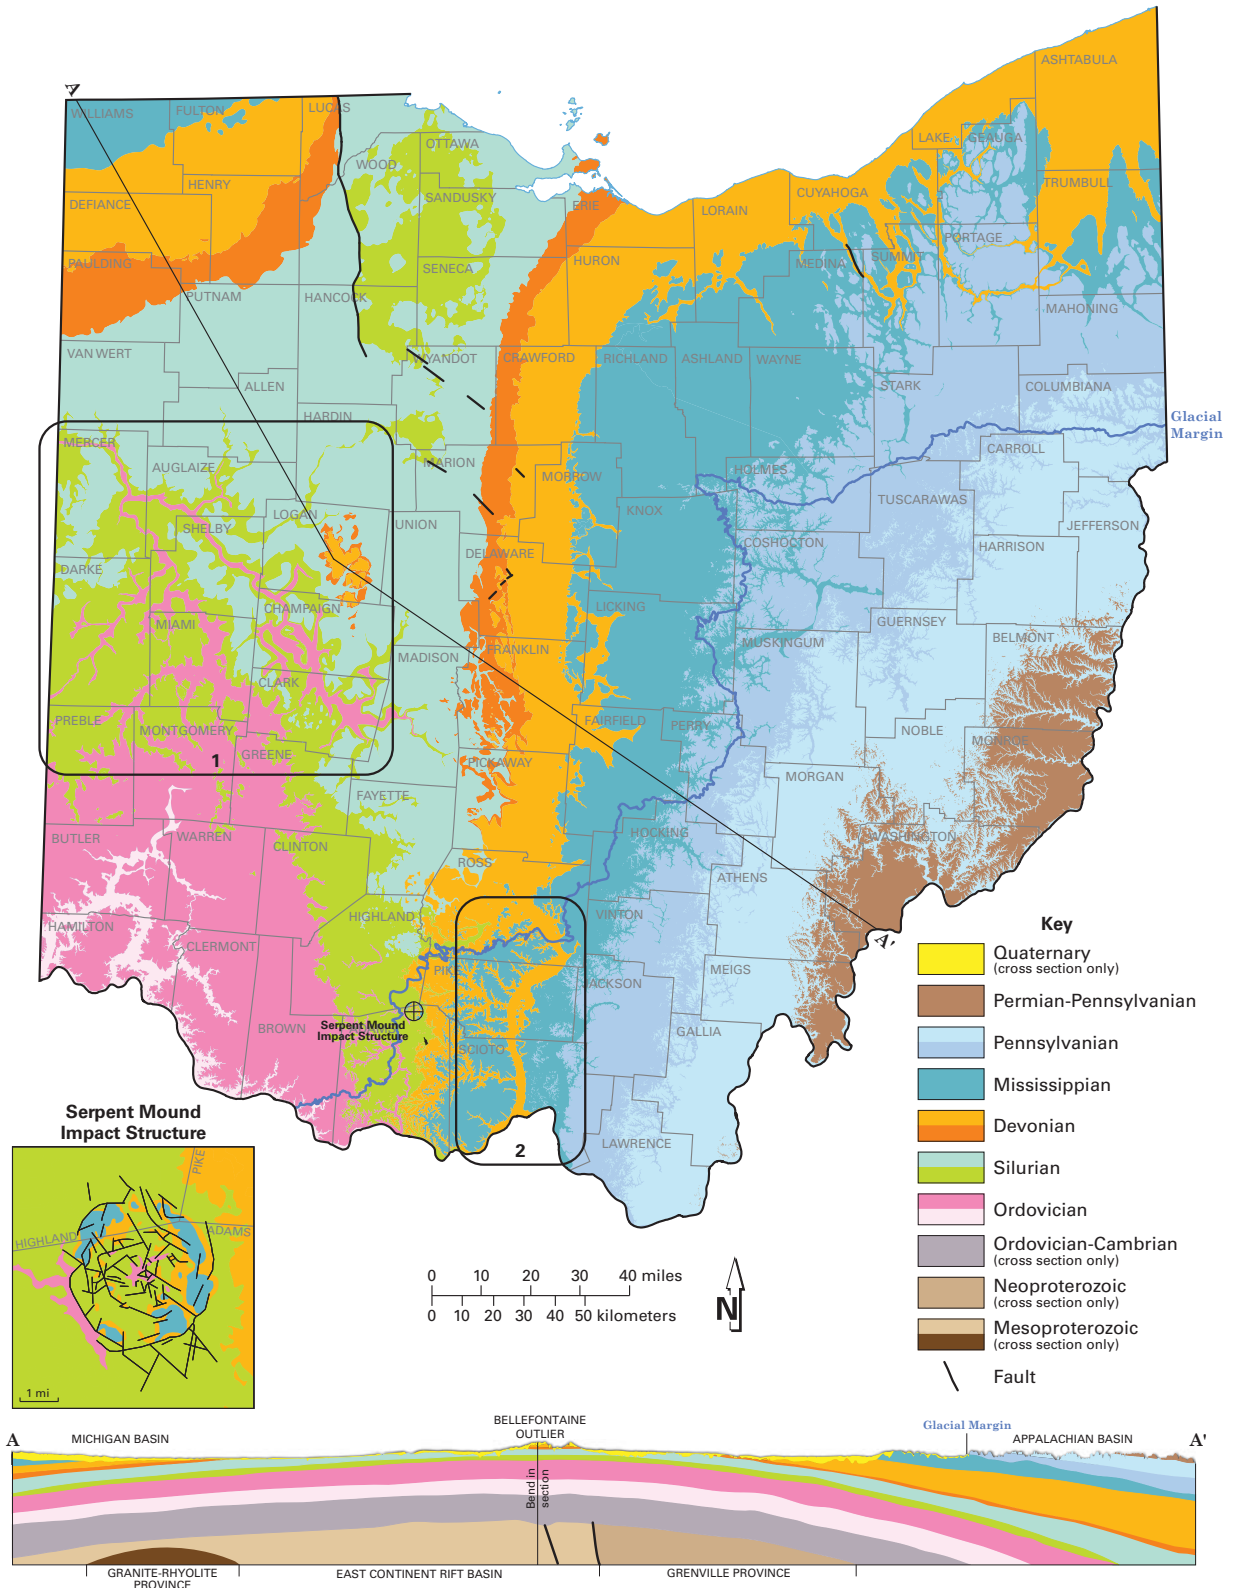 A
WILLIAMS
FULTON
LUCAS
ASHTABULA
OTTAWA
WOOD
LAKE
GEAUGA
HENRY
DEFIANCE
SANDUSKY
ERIE
LORAIN
CUYAHOGA
TRUMBULL
PAULDING
PUTNAM
HANCOCK
SENECA
HURON
MEDINA
SUMMIT
PORTAGE
MAHONING
VAN WERT
ALLEN
WYANDOT
CRAWFORD
RICHLAND
ASHLAND
WAYNE
STARK
COLUMBIANA
HARDIN
Glacial
Margin
MERCER
AUGLAIZE
MARION
MORROW
HOLMES
CARROLL
SHELBY
LOGAN
UNION
KNOX
TUSCARAWAS
JEFFERSON
DARKE
DELAWARE
COSHOCTON
HARRISON
CHAMPAIGN
MIAMI
LICKING
GUERNSEY
BELMONT
MADISON
FRANKLIN
MUSKINGUM
CLARK
PREBLE
MONTGOMERY
GREENE
1
FAIRFIELD
PERRY
NOBLE
MONROE
PICKAWAY
MORGAN
FAYETTE
BUTLER
WARREN
CLINTON
HOCKING
WASHINGTON
ROSS
ATHENS
HAMILTON
CLERMONT
HIGHLAND
VINTON
A'
PIKE
JACKSON
MEIGS
BROWN
Serpent Mound
Impact Structure
SCIOTO
GALLIA
LAWRENCE
2
Key
Quaternary
(cross section only)
Permian-Pennsylvanian
Pennsylvanian
Mississippian
Devonian
Silurian
Ordovician
Ordovician-Cambrian
(cross section only)
Neoproterozoic
(cross section only)
Mesoproterozoic
(cross section only)
Fault
Serpent Mound
Impact Structure
PIKE
HIGHLAND
ADAMS
1 mi
0 10 20 30 40 miles
0 10 20 30 40 50 kilometers
N
A
MICHIGAN BASIN
BELLEFONTAINE
OUTLIER
Glacial Margin
APPALACHIAN BASIN
A'
Bend in
section
GRANITE-RHYOLITE
PROVINCE
EAST CONTINENT RIFT BASIN
GRENVILLE PROVINCE